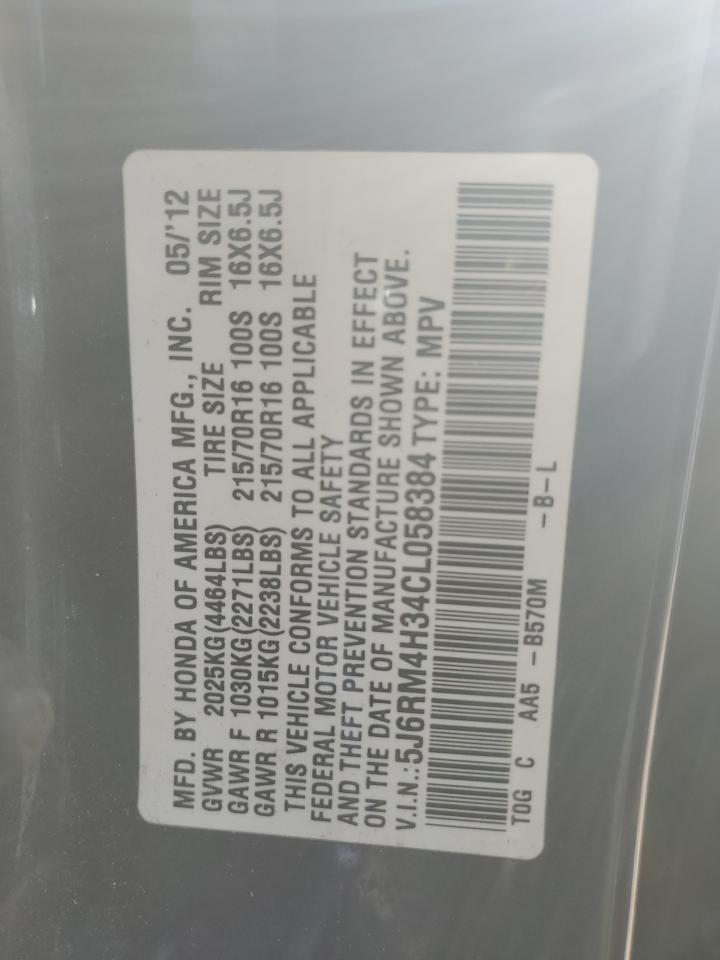 MFD. BY HONDA OF AMERICA MFG., INC. 05/'12
GVWR 2025KG(4464LBS) TIRE SIZE RIM SIZE
GAWR F 1030KG(2271LBS) 215/70R16 100S 16X6.5J
GAWR R 1015KG(2238LBS) 215/70R16 100S 16X6.5J
THIS VEHICLE CONFORMS TO ALL APPLICABLE
FEDERAL MOTOR VEHICLE SAFETY
AND THEFT PREVENTION STANDARDS IN EFFECT
ON THE DATE OF MANUFACTURE SHOWN ABOVE.
V.I.N.:5J6RM4H34CL058384 TYPE: MPV
T0G C AA5 -B570M -B-L